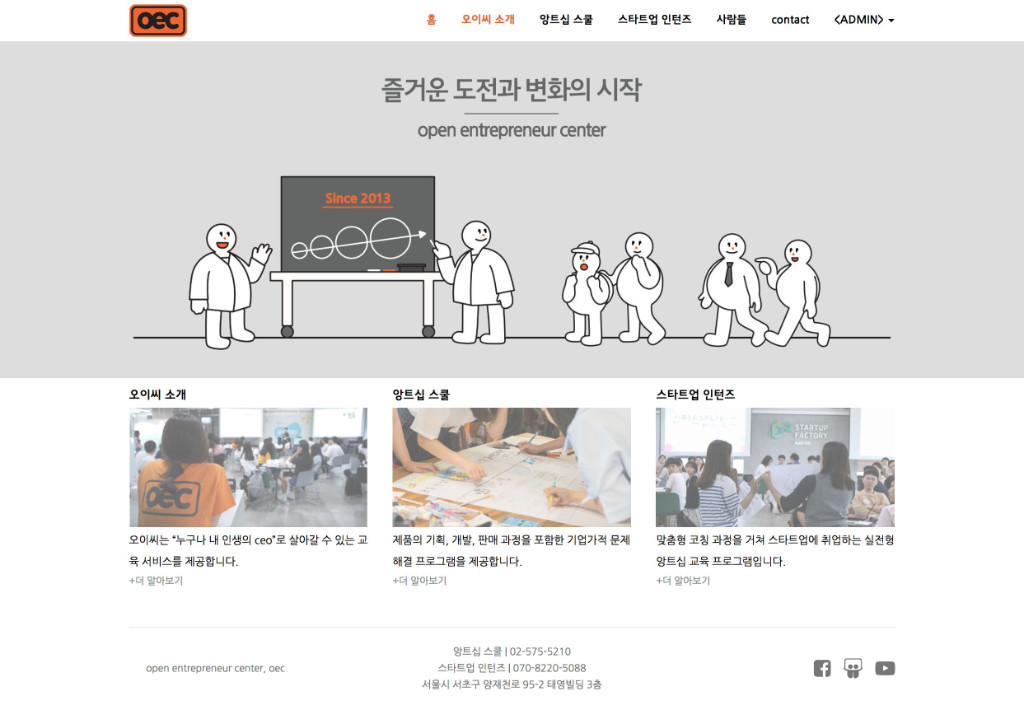 oec
홈 오이씨 소개 앙트십 스쿨 스타트업 인턴즈 사람들 contact <ADMIN>
즐거운 도전과 변화의 시작
open entrepreneur center
Since 2013
오이씨 소개
앙트십 스쿨
스타트업 인턴즈
oec
STARTUP
FACTORY
오이씨는 “누구나 내 인생의 ceo”로 살아갈 수 있는 교
육 서비스를 제공합니다.
+더 알아보기
제품의 기획, 개발, 판매 과정을 포함한 기업가적 문제
해결 프로그램을 제공합니다.
+더 알아보기
맞춤형 코칭 과정을 거쳐 스타트업에 취업하는 실전형
앙트십 교육 프로그램입니다.
+더 알아보기
open entrepreneur center, oec
앙트십 스쿨 | 02-575-5210
스타트업 인턴즈 | 070-8220-5088
서울시 서초구 양재천로 95-2 태영빌딩 3층